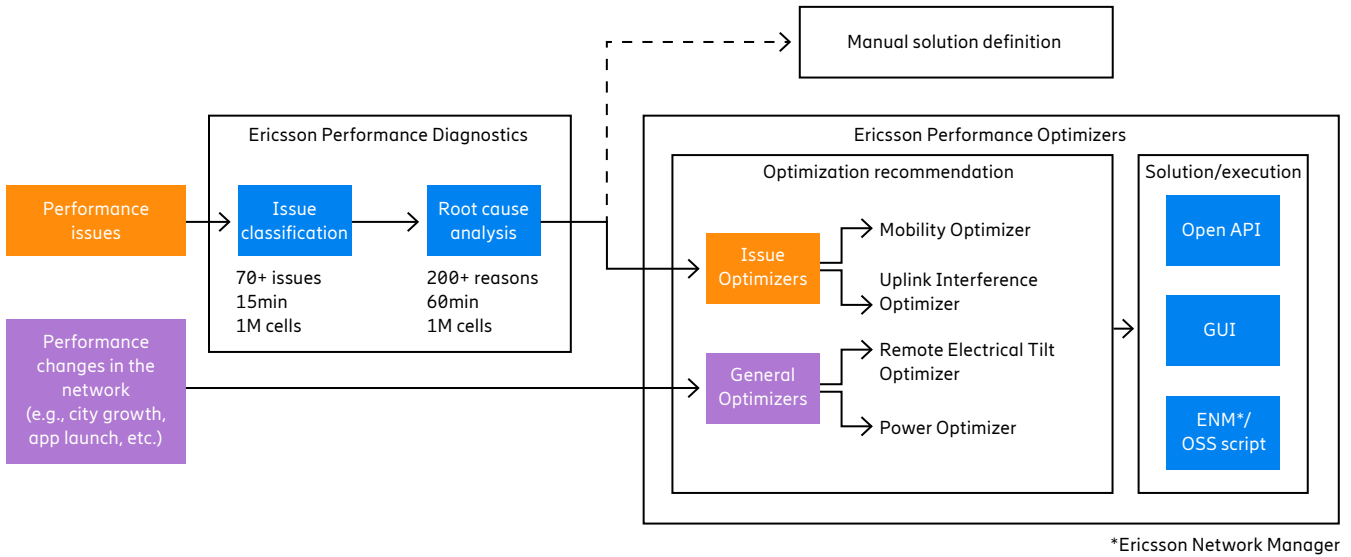 Manual solution definition
Ericsson Performance Diagnostics
Performance
issues
Issue
classification
Root cause
analysis
70+ issues
15min
1M cells
200+ reasons
60min
1M cells
Performance
changes in the
network
(e.g., city growth,
app launch, etc.)
Ericsson Performance Optimizers
Optimization recommendation
Issue
Optimizers
Mobility Optimizer
Uplink Interference
Optimizer
General
Optimizers
Remote Electrical Tilt
Optimizer
Power Optimizer
Solution/execution
Open API
GUI
ENM*/
OSS script
*Ericsson Network Manager